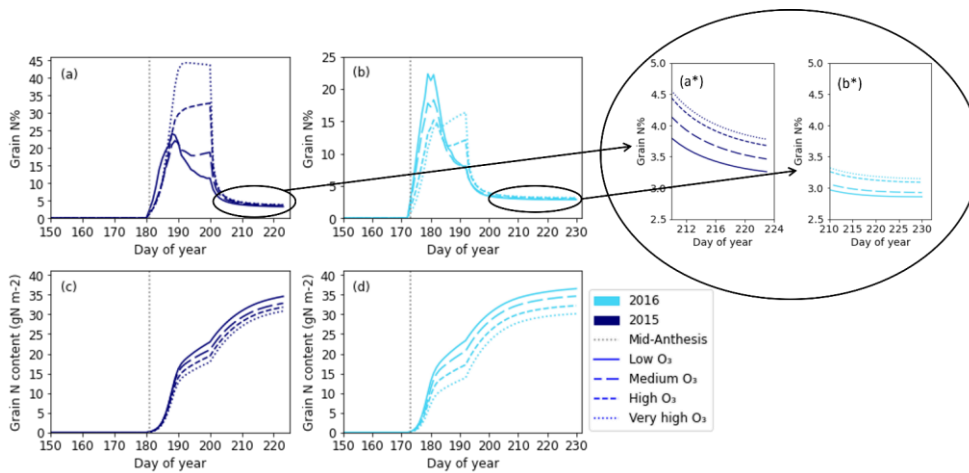 (a)
Grain N%
45
40
35
30
25
20
15
10
5
0
150 160 170 180 190 200 210 220
Day of year
(b)
Grain N%
25
20
15
10
5
0
150 160 170 180 190 200 210 220 230
Day of year
(a*)
Grain N%
5.0
4.5
4.0
3.5
3.0
2.5
212 214 217 220 223
Day of year
(b*)
Grain N%
5.0
4.5
4.0
3.5
3.0
2.5
210 215 220 225 230
Day of year
(c)
Grain N content (gN m-2)
40
35
30
25
20
15
10
5
0
150 160 170 180 190 200 210 220
Day of year
(d)
Grain N content (gN m-2)
40
35
30
25
20
15
10
5
0
150 160 170 180 190 200 210 220 230
Day of year
2016
2015
Mid-Anthesis
Low O₃
Medium O₃
High O₃
Very high O₃